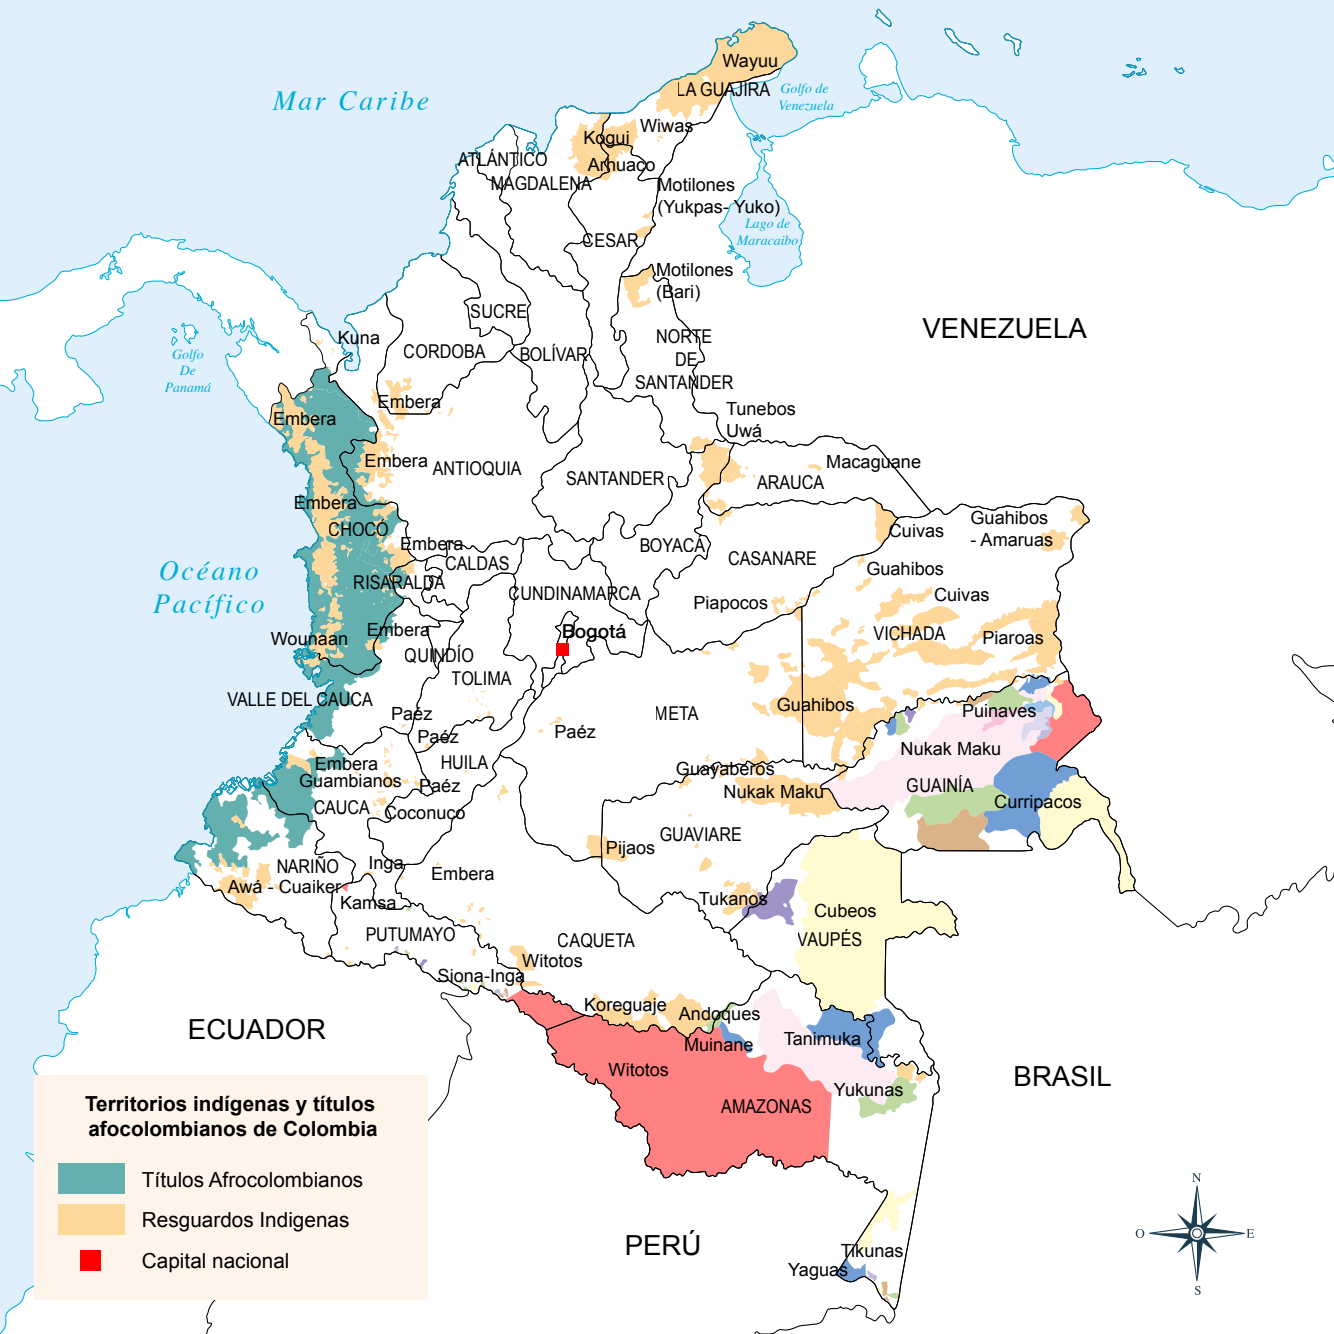 Wayuu
LA GUAJIRA
Golfo de
Venezuela
Mar Caribe
Wiwas
Kogui
Arhuaco
ATLÁNTICO
MAGDALENA
Motilones
(Yukpas- Yuko)
Lago de
Maracaibo
CESAR
Motilones
(Bari)
SUCRE
VENEZUELA
Kuna
NORTE
DE
SANTANDER
CORDOBA
BOLÍVAR
Golfo
De
Panamá
Embera
Embera
Tunebos
Uwá
Embera
ANTIOQUIA
Macaguane
SANTANDER
ARAUCA
Embera
CHOCÓ
Cuivas
Guahibos
- Amaruas
Embera
BOYACÁ
CASANARE
CALDAS
Guahibos
Océano
Pacífico
RISARALDA
CUNDINAMARCA
Cuivas
Piapocos
Wounaan
Embera
Bogotá
VICHADA
Piaroas
QUINDÍO
TOLIMA
VALLE DEL CAUCA
Paéz
META
Guahibos
Puinaves
Paéz
Paéz
Nukak Maku
Embera
HUILA
Guayaberos
Guambianos
Paéz
Nukak Maku
GUAINÍA
CAUCA
Coconuco
Curripacos
GUAVIARE
Pijaos
NARIÑO
Inga
Embera
Awá - Cuaiker
Kamsa
Tukanos
Cubeos
PUTUMAYO
CAQUETA
VAUPÉS
Witotos
Siona-Inga
Koreguaje
Andoques
ECUADOR
Muinane
Tanimuka
Witotos
BRASIL
Yukunas
AMAZONAS
Territorios indígenas y títulos
afocolombianos de Colombia
Títulos Afrocolombianos
Resguardos Indigenas
Capital nacional
PERÚ
Tikunas
Yaguas
N
O
E
S